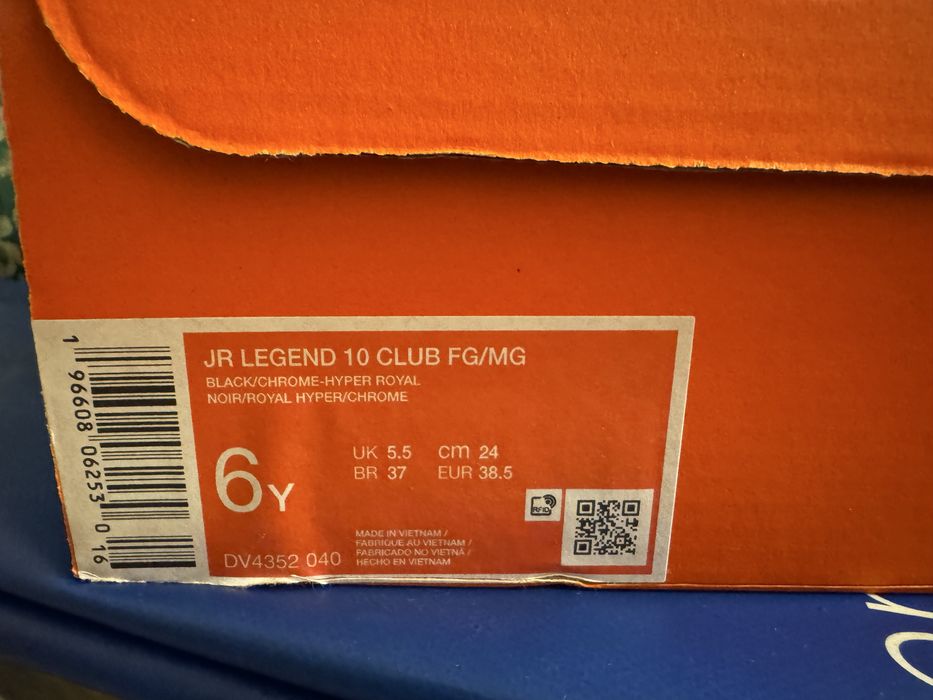 JR LEGEND 10 CLUB FG/MG
BLACK/CHROME-HYPER ROYAL
NOIR/ROYAL HYPER/CHROME
6Y
UK 5.5 cm 24
BR 37 EUR 38.5
RFID
MADE IN VIETNAM /
FABRIQUE AU VIETNAM /
FABRICADO NO VIETNÃ /
HECHO EN VIETNAM
DV4352 040
1 96608 06253 0 16